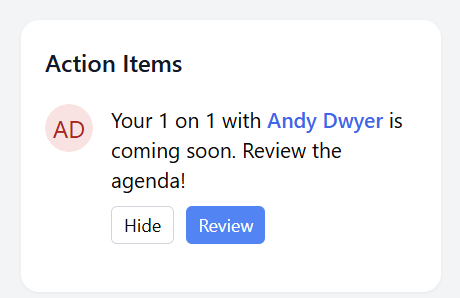 Action Items
AD
Your 1 on 1 with Andy Dwyer is
coming soon. Review the
agenda!
Hide
Review